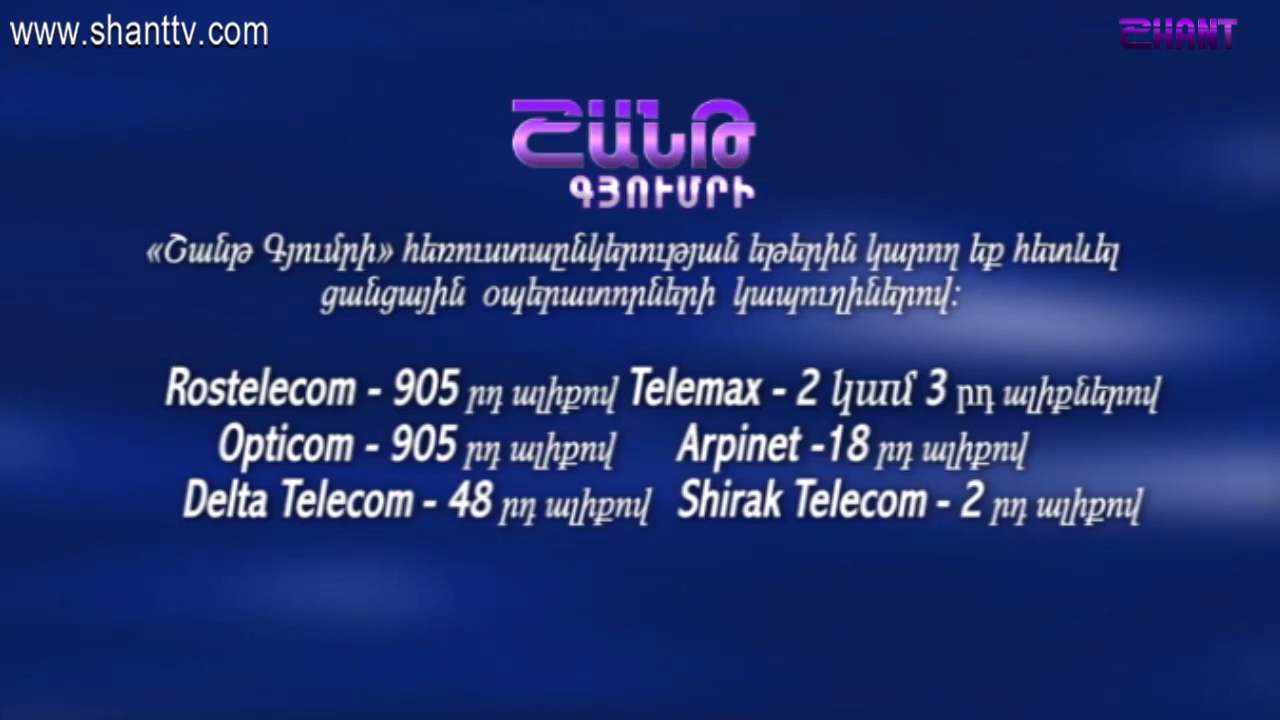 www.shanttv.com
SHANT
ՇԱՆԹ
ԳՅՈՒՄՐԻ
«Շանթ Գյումրի» հեռուստաընկերության եթերին կարող եք հետևել
ցանցային օպերատորների կապուղիներով:
Rostelecom - 905 րդ ալիքով Telemax - 2 կամ 3 րդ ալիքներով
Opticom - 905 րդ ալիքով Arpinet -18 րդ ալիքով
Delta Telecom - 48 րդ ալիքով Shirak Telecom - 2 րդ ալիքով